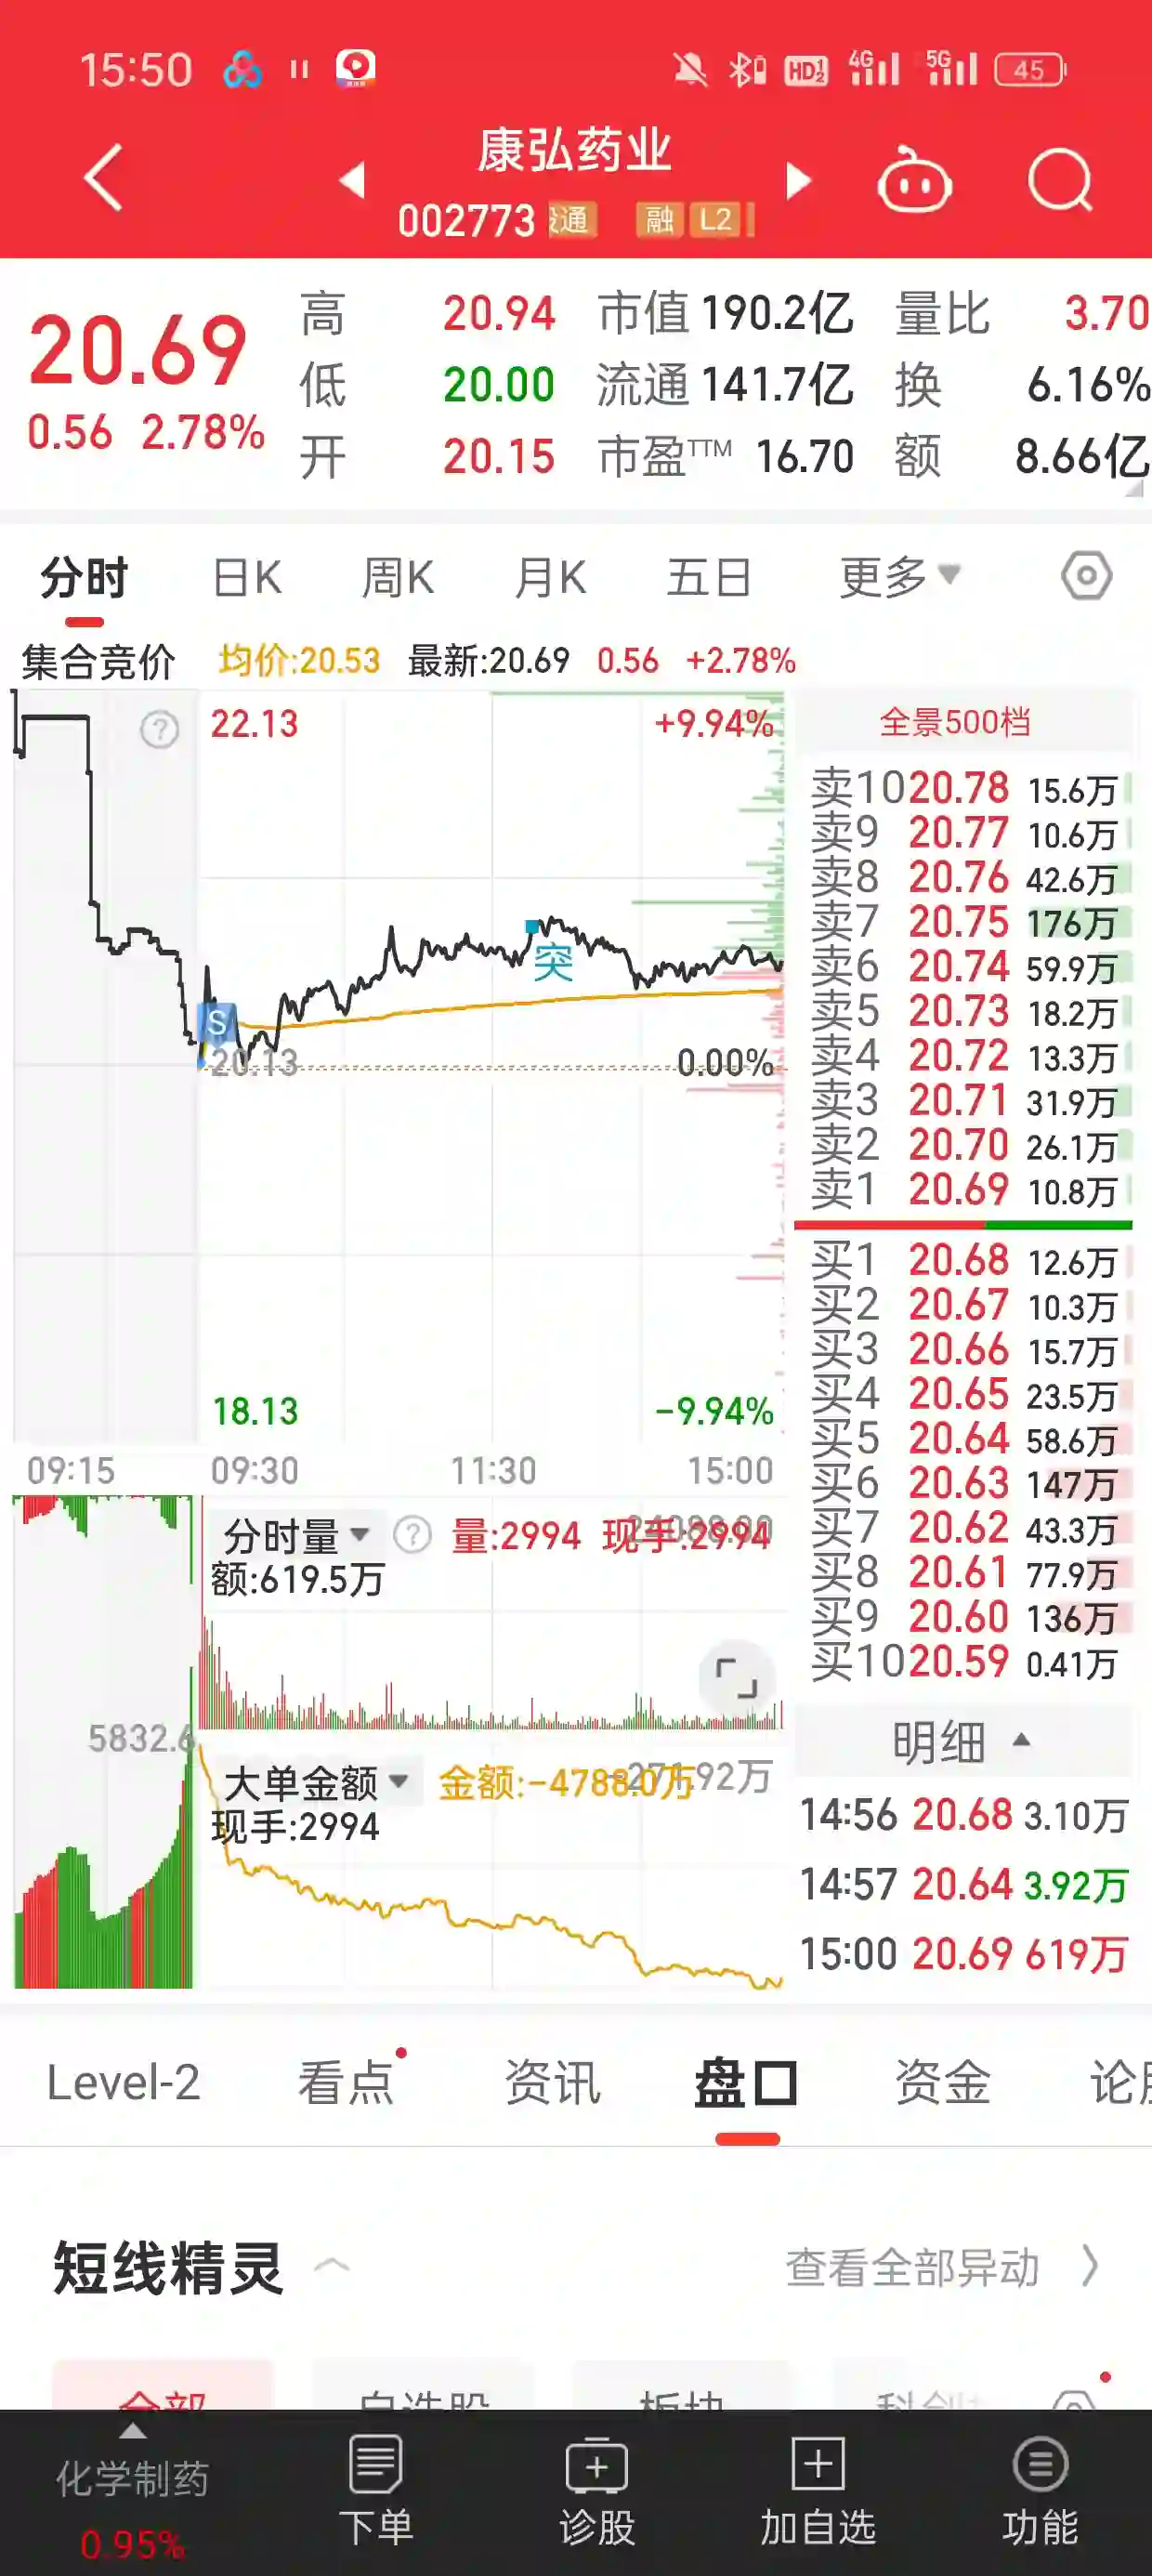 15:50 HD 1 2 4G 5G 45
康弘药业
002773 通 融 L2
20.69
0.56 2.78%
高 20.94 市值 190.2亿 量比 3.70
低 20.00 流通 141.7亿 换 6.16%
开 20.15 市盈TTM 16.70 额 8.66亿
分时 日K 周K 月K 五日 更多
集合竞价 均价:20.53 最新:20.69 0.56 +2.78%
22.13 +9.94%
突
S
20.13 0.00%
18.13 -9.94%
09:15 09:30 11:30 15:00
全景500档
卖10 20.78 15.6万
卖9 20.77 10.6万
卖8 20.76 42.6万
卖7 20.75 176万
卖6 20.74 59.9万
卖5 20.73 18.2万
卖4 20.72 13.3万
卖3 20.71 31.9万
卖2 20.70 26.1万
卖1 20.69 10.8万
买1 20.68 12.6万
买2 20.67 10.3万
买3 20.66 15.7万
买4 20.65 23.5万
买5 20.64 58.6万
买6 20.63 147万
买7 20.62 43.3万
买8 20.61 77.9万
买9 20.60 136万
买10 20.59 0.41万
分时量 ? 量:2994 现手:2994
额:619.5万
5832.6
大单金额 金额:-4788.0万
现手:2994
明细
14:56 20.68 3.10万
14:57 20.64 3.92万
15:00 20.69 619万
Level-2 看点 资讯 盘口 资金 论股
短线精灵 查看全部异动
全部 自选股 板块 科创
化学制药 下单 诊股 加自选 功能
0.95%